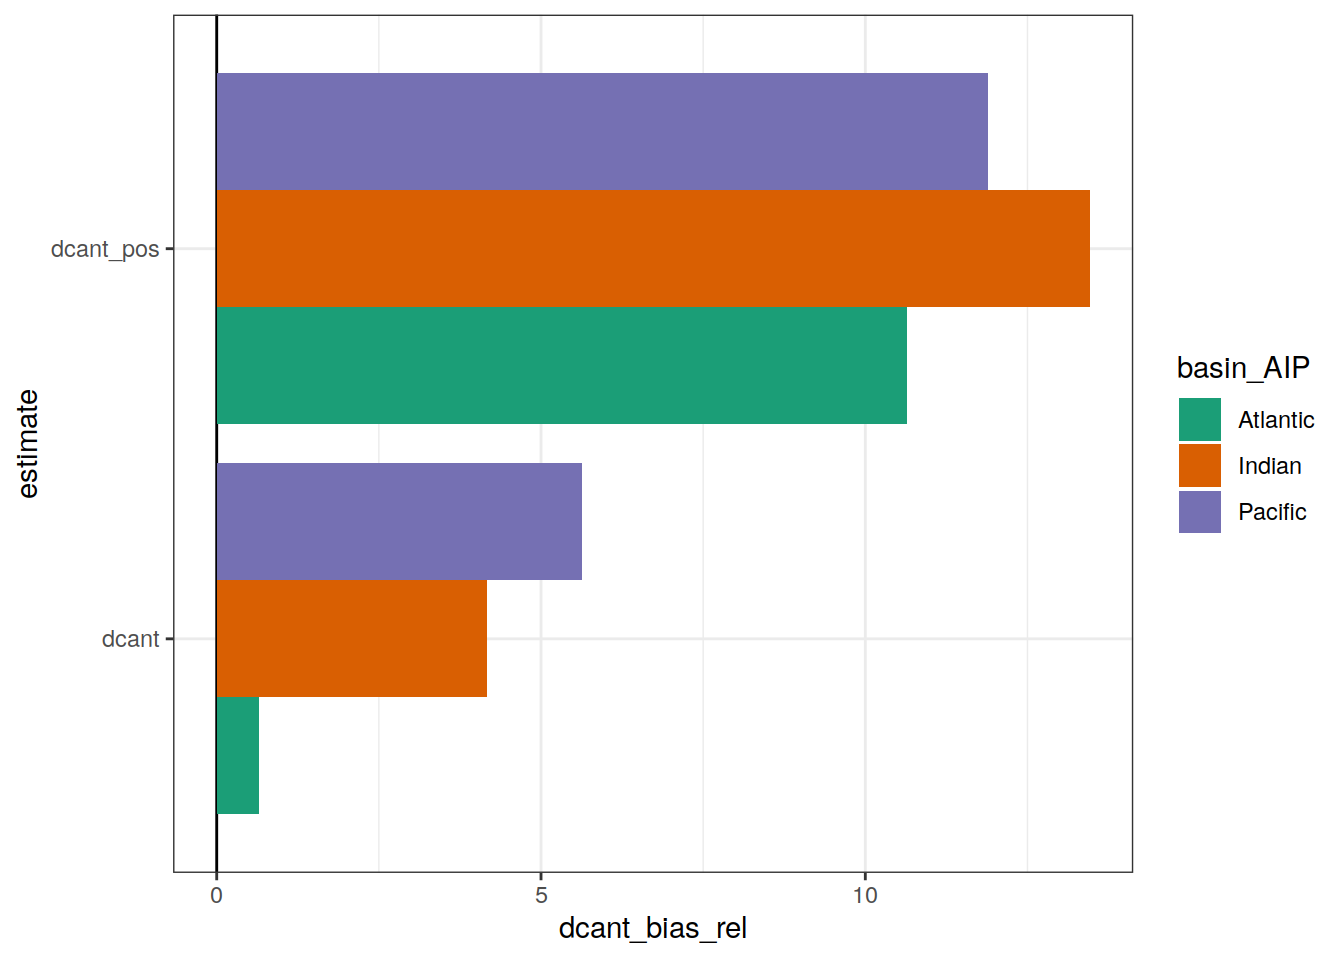 dcant_pos
dcant
estimate
0 5 10
dcant_bias_rel
basin_AIP
Atlantic
Indian
Pacific